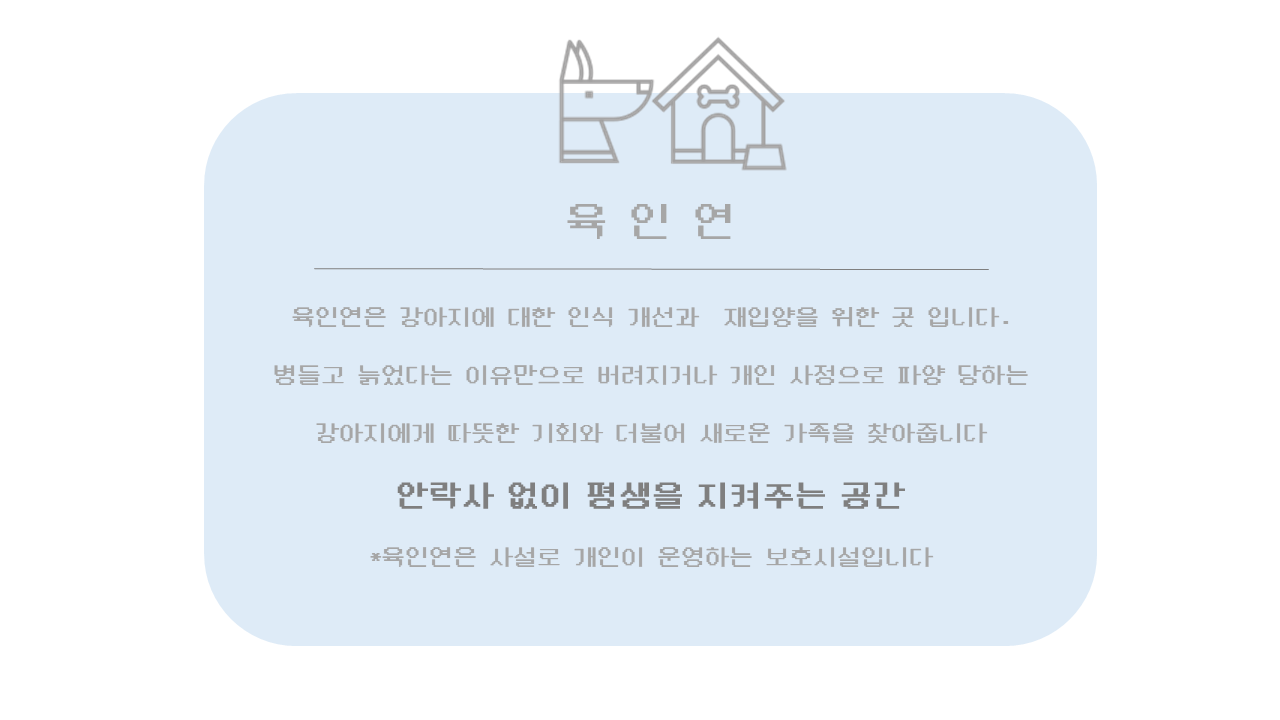 육 인 연
육인연은 강아지에 대한 인식 개선과  재입양을 위한 곳 입니다.
병들고 늙었다는 이유만으로 버려지거나 개인 사정으로 파양 당하는
강아지에게 따뜻한 기회와 더불어 새로운 가족을 찾아줍니다
안락사 없이 평생을 지켜주는 공간
*육인연은 사설로 개인이 운영하는 보호시설입니다